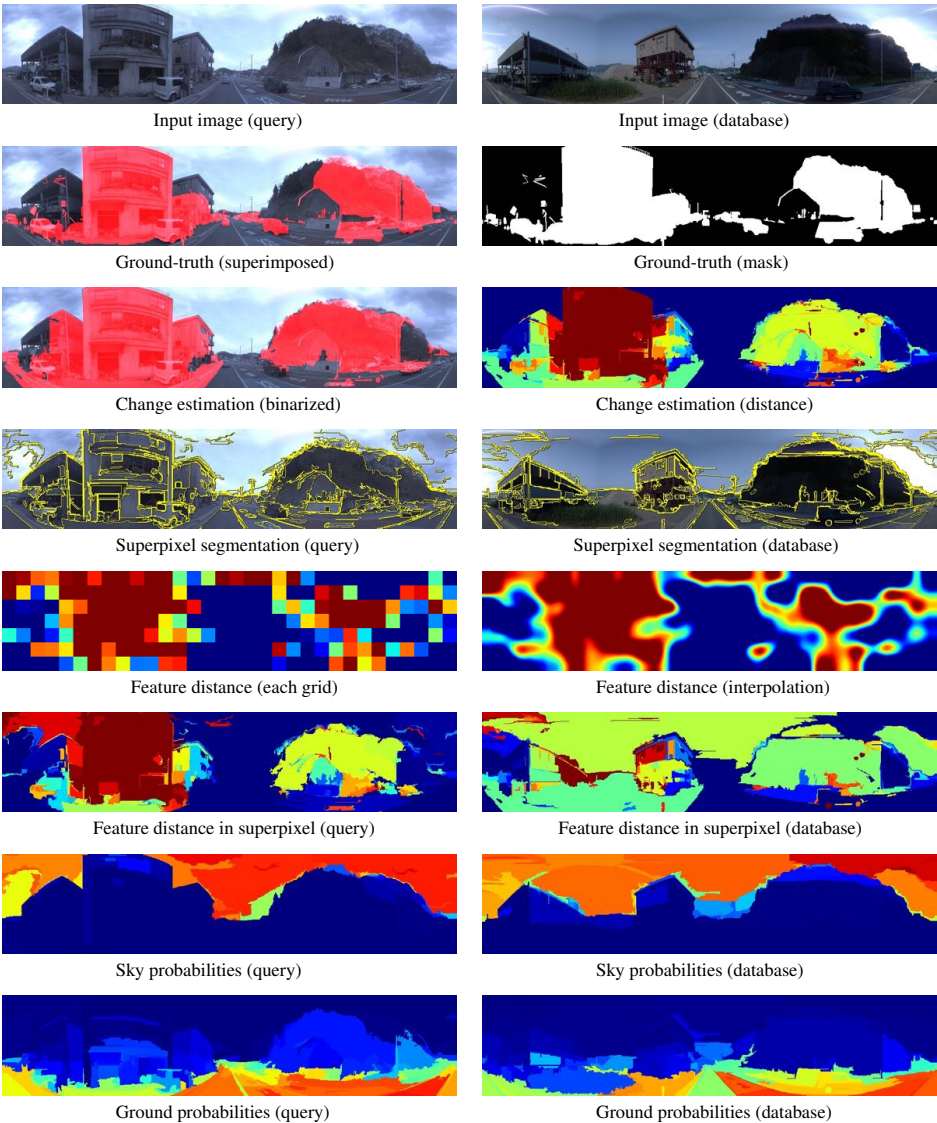 Input image (query)
Input image (database)
Ground-truth (superimposed)
Ground-truth (mask)
Change estimation (binarized)
Change estimation (distance)
Superpixel segmentation (query)
Superpixel segmentation (database)
Feature distance (each grid)
Feature distance (interpolation)
Feature distance in superpixel (query)
Feature distance in superpixel (database)
Sky probabilities (query)
Sky probabilities (database)
Ground probabilities (query)
Ground probabilities (database)